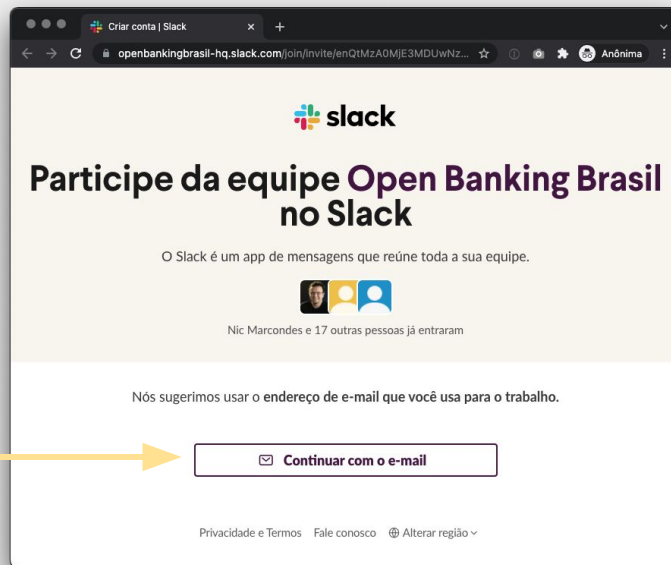 Criar conta | Slack
openbankingbrasil-hq.slack.com/join/invite/enQtMzA0MjE3MDUwNz...
Anônima
slack
Participe da equipe Open Banking Brasil
no Slack
O Slack é um app de mensagens que reúne toda a sua equipe.
Nic Marcondes e 17 outras pessoas já entraram
Nós sugerimos usar o endereço de e-mail que você usa para o trabalho.
Continuar com o e-mail
Privacidade e Termos Fale conosco Alterar região